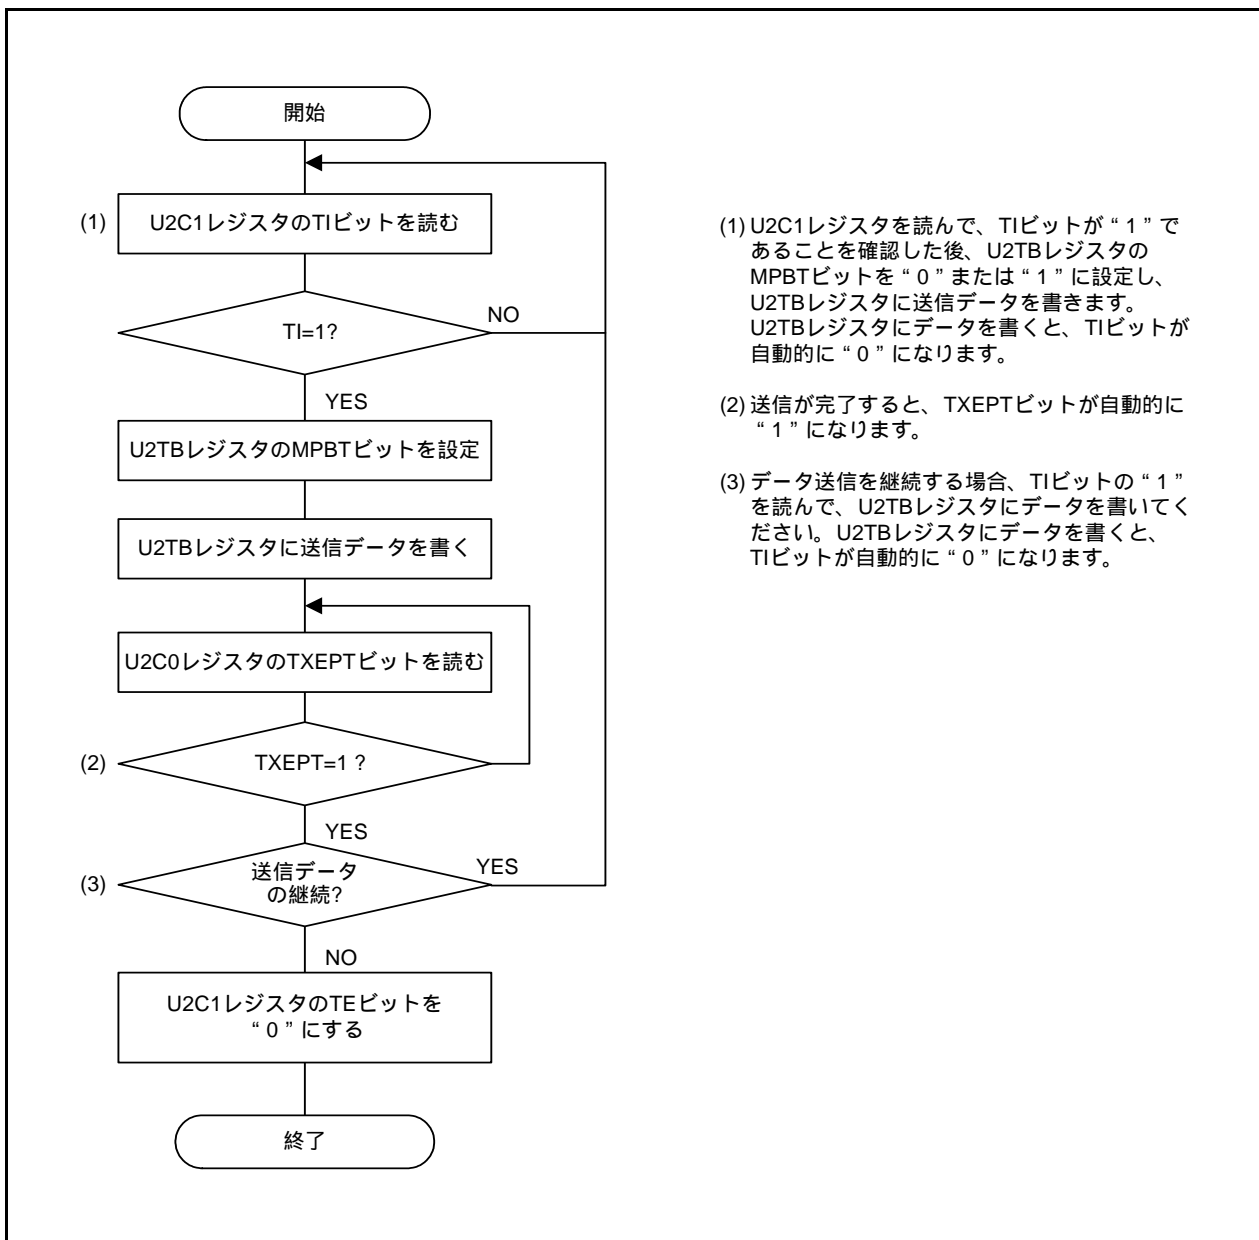 開始
(1)
U2C1レジスタのTIビットを読む
TI=1?
NO
YES
U2TBレジスタのMPBTビットを設定
U2TBレジスタに送信データを書く
U2C0レジスタのTXEPTビットを読む
(2)
TXEPT=1 ?
YES
(3)
送信データ
の継続?
YES
NO
U2C1レジスタのTEビットを
“ 0 ” にする
終了
(1) U2C1レジスタを読んで、TIビットが “ 1 ” で
あることを確認した後、U2TBレジスタの
MPBTビットを “ 0 ” または “ 1 ” に設定し、
U2TBレジスタに送信データを書きます。
U2TBレジスタにデータを書くと、TIビットが
自動的に “ 0 ” になります。
(2) 送信が完了すると、TXEPTビットが自動的に
“ 1 ” になります。
(3) データ送信を継続する場合、TIビットの “ 1 ”
を読んで、U2TBレジスタにデータを書いてく
ださい。U2TBレジスタにデータを書くと、
TIビットが自動的に “ 0 ” になります。